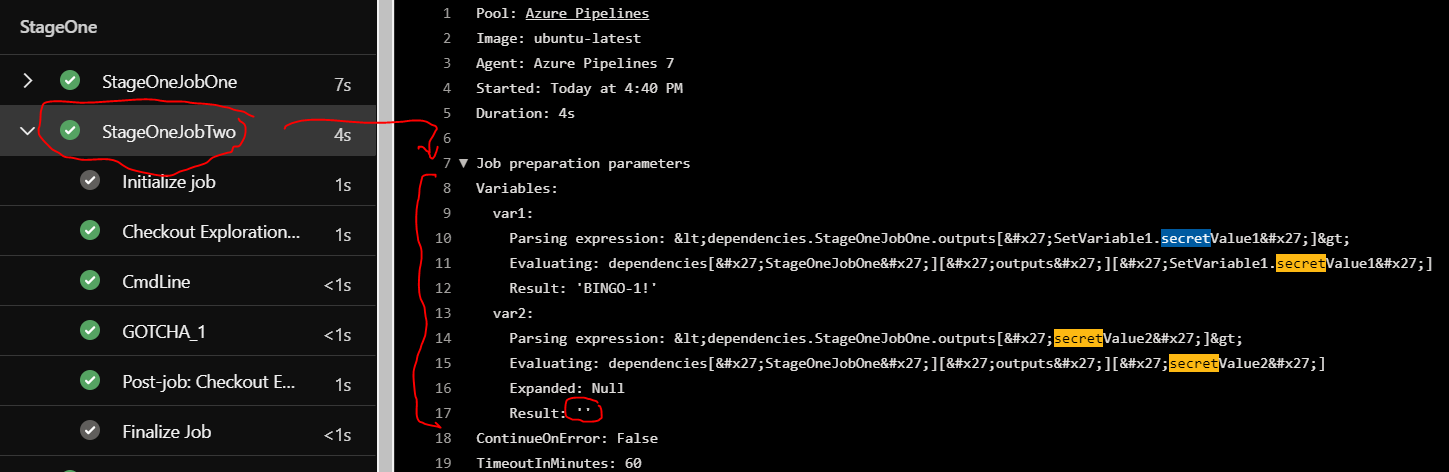 StageOne
StageOneJobOne 7s
StageOneJobTwo 4s
Initialize job 1s
Checkout Exploration... 1s
CmdLine <1s
GOTCHA_1 <1s
Post-job: Checkout E... 1s
Finalize Job <1s
1 Pool: Azure Pipelines
2 Image: ubuntu-latest
3 Agent: Azure Pipelines 7
4 Started: Today at 4:40 PM
5 Duration: 4s
6
7 ▼ Job preparation parameters
8 Variables:
9 var1:
10 Parsing expression: &lt;dependencies.StageOneJobOne.outputs[&#x27;SetVariable1.secretValue1&#x27;]&gt;
11 Evaluating: dependencies[&#x27;StageOneJobOne&#x27;][&#x27;outputs&#x27;][&#x27;SetVariable1.secretValue1&#x27;]
12 Result: 'BINGO-1!'
13 var2:
14 Parsing expression: &lt;dependencies.StageOneJobOne.outputs[&#x27;secretValue2&#x27;]&gt;
15 Evaluating: dependencies[&#x27;StageOneJobOne&#x27;][&#x27;outputs&#x27;][&#x27;secretValue2&#x27;]
16 Expanded: Null
17 Result: ''
18 ContinueOnError: False
19 TimeoutInMinutes: 60